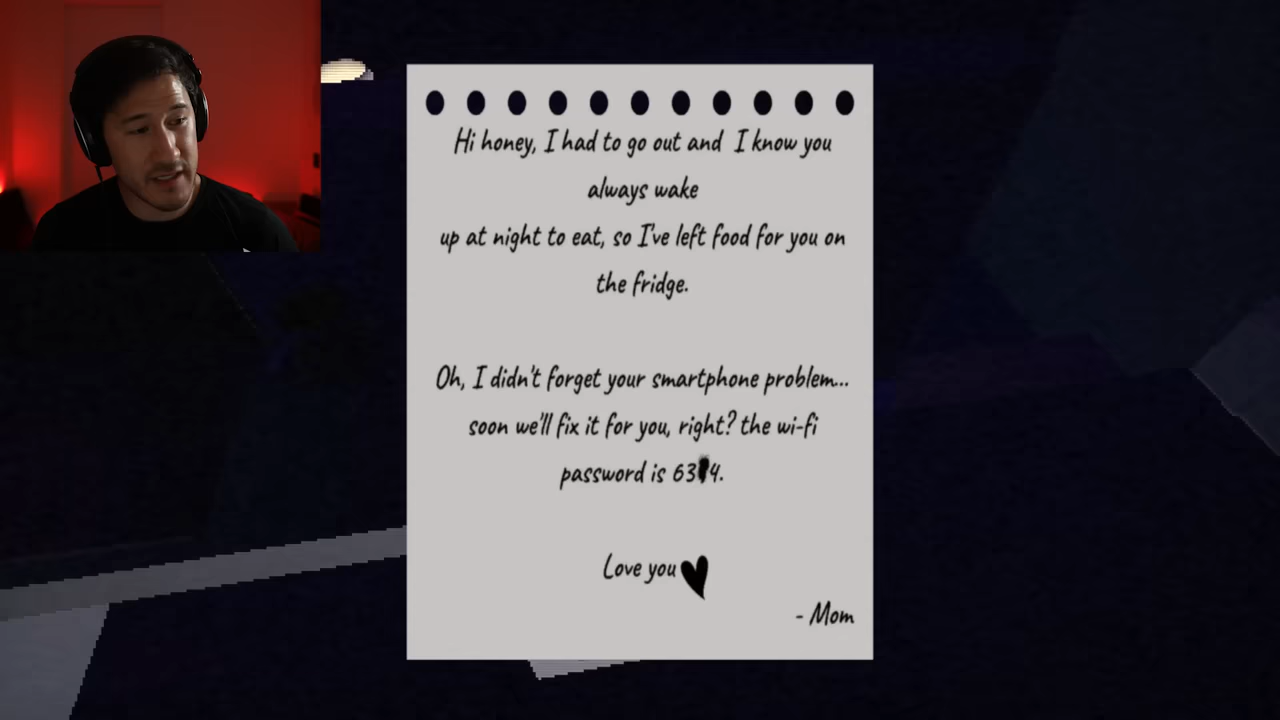 Hi honey, I had to go out and I know you
always wake
up at night to eat, so I've left food for you on
the fridge.
Oh, I didn't forget your smartphone problem...
soon we'll fix it for you, right? the wi-fi
password is
Love you
- Mom